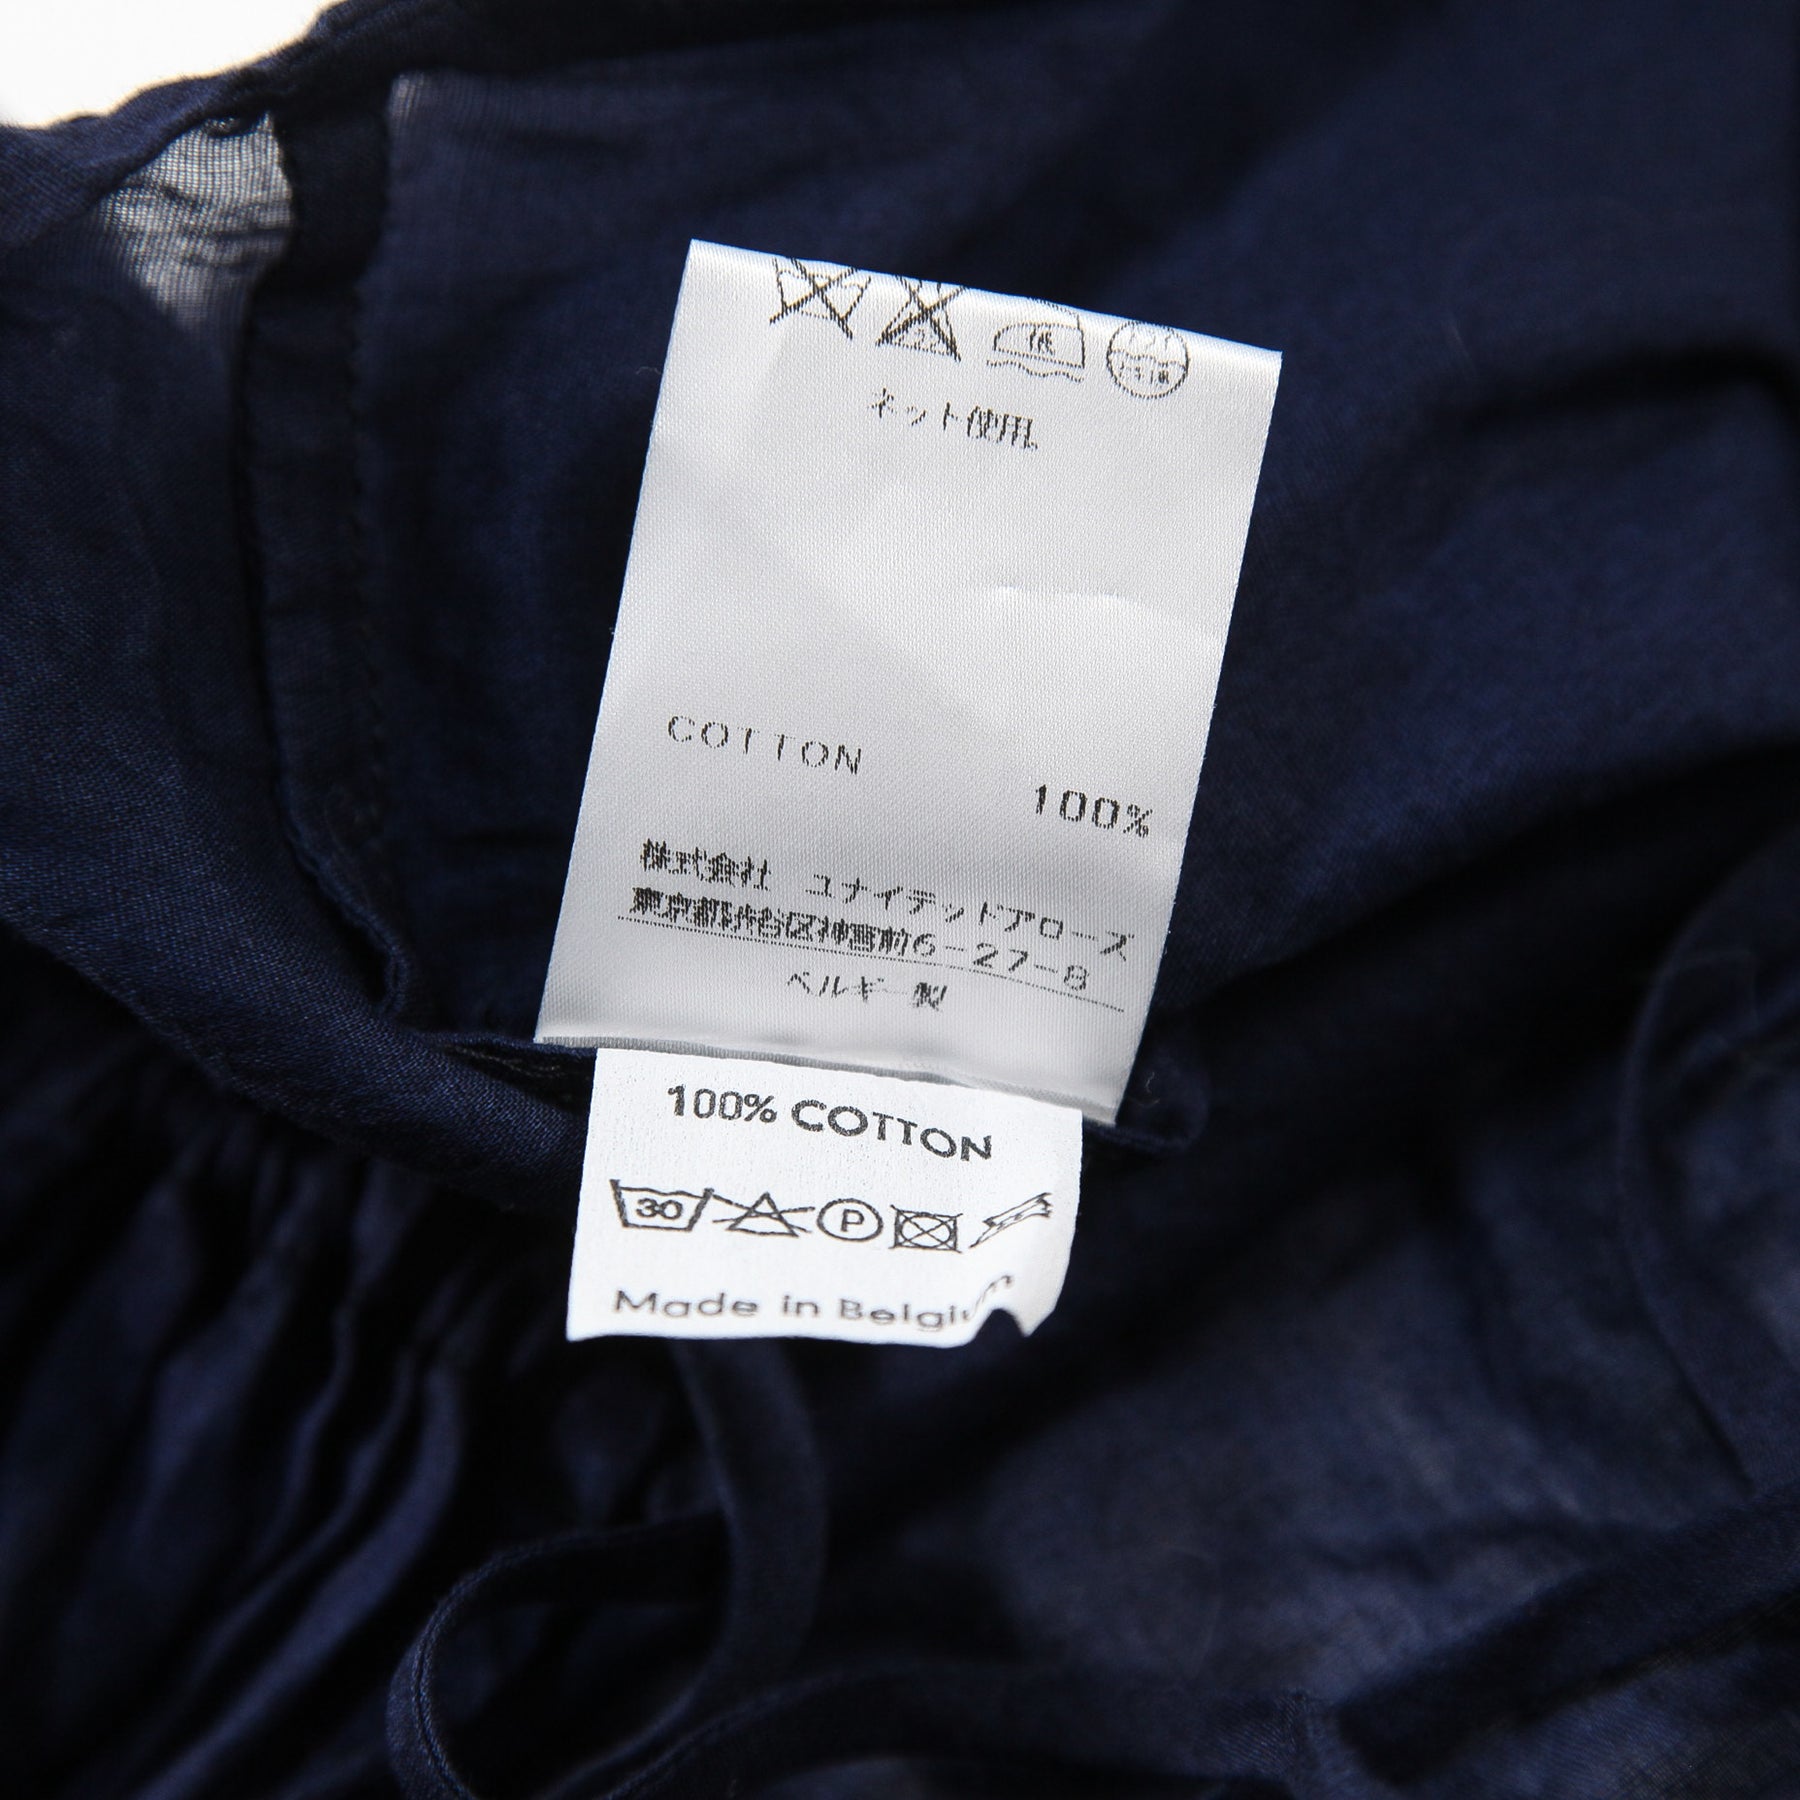 ネット使用
COTTON
100%
株式会社 ユナイテッドアローズ
東京都渋谷区神宮前6-27-8
ベルギー製
100% COTTON
30 P
Made in Belgium